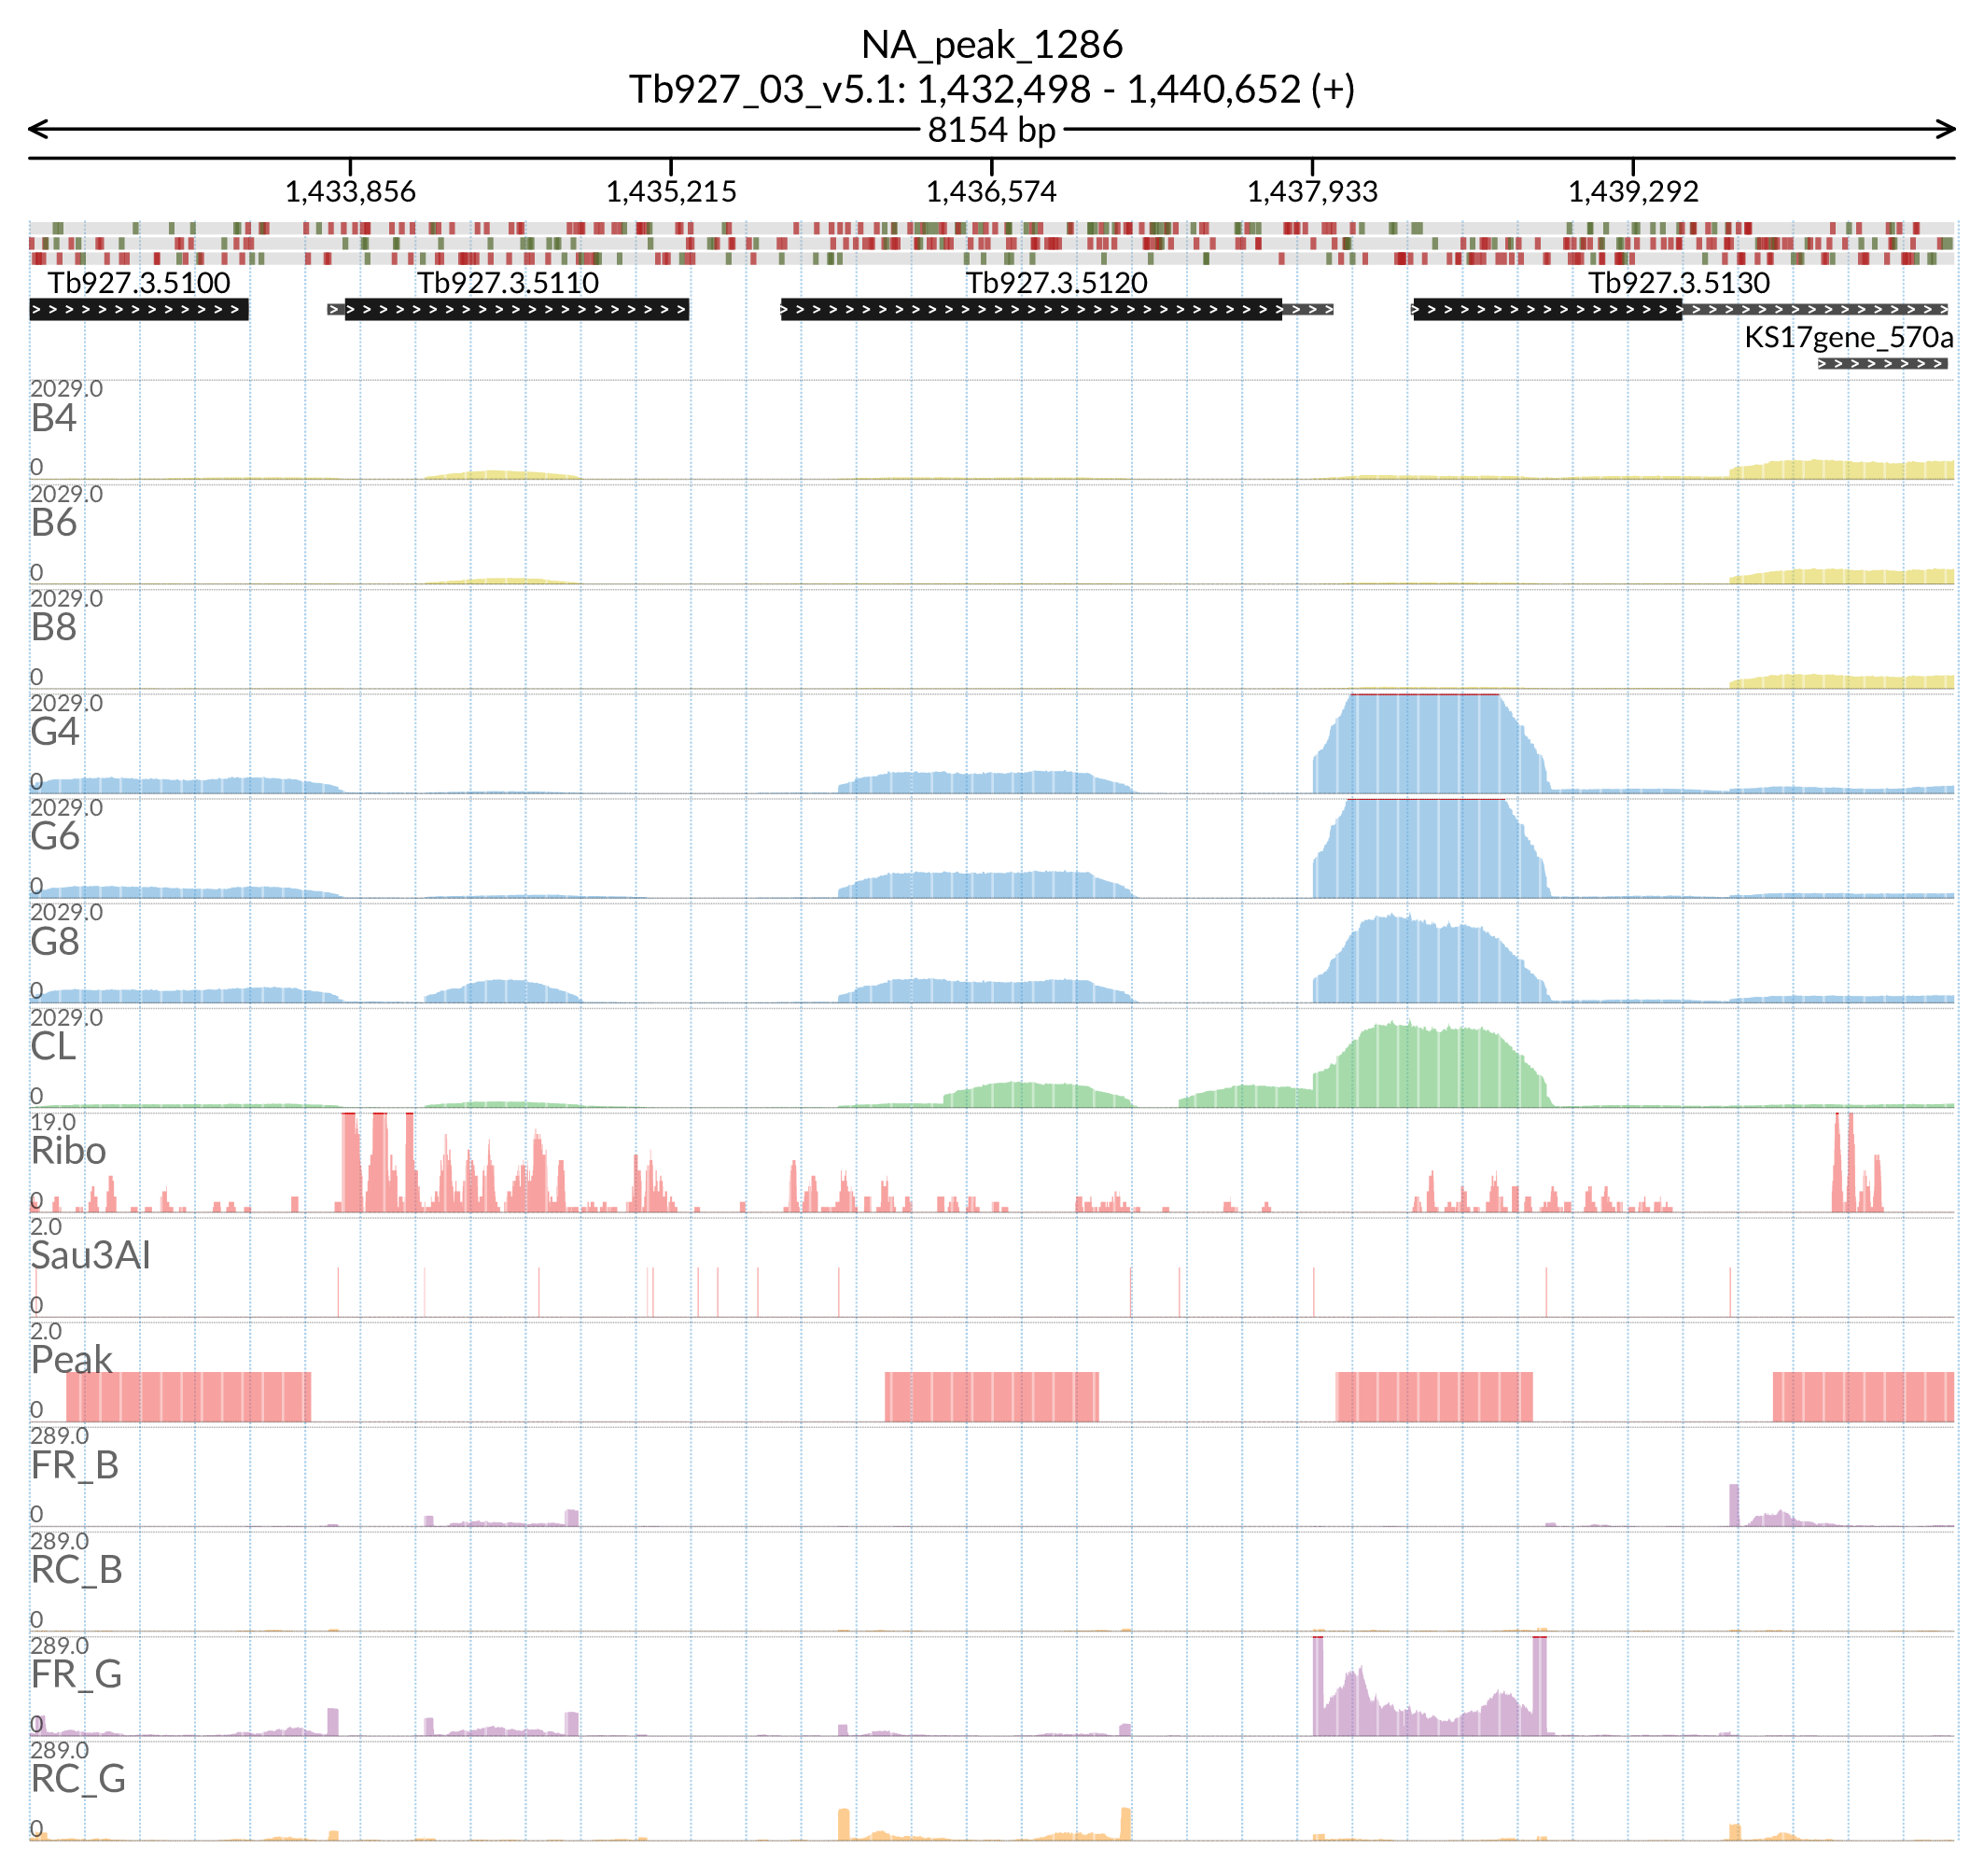 NA_peak_1286
Tb927_03_v5.1: 1,432,498 - 1,440,652 (+)
8154 bp
1,433,856 1,435,215 1,436,574 1,437,933 1,439,292
Tb927.3.5100 Tb927.3.5110 Tb927.3.5120 Tb927.3.5130
KS17gene_570a
2029.0
B4
0
2029.0
B6
0
2029.0
B8
0
2029.0
G4
0
2029.0
G6
0
2029.0
G8
0
2029.0
CL
0
19.0
Ribo
0
2.0
Sau3AI
0
2.0
Peak
0
289.0
FR_B
0
289.0
RC_B
0
289.0
FR_G
0
289.0
RC_G
0